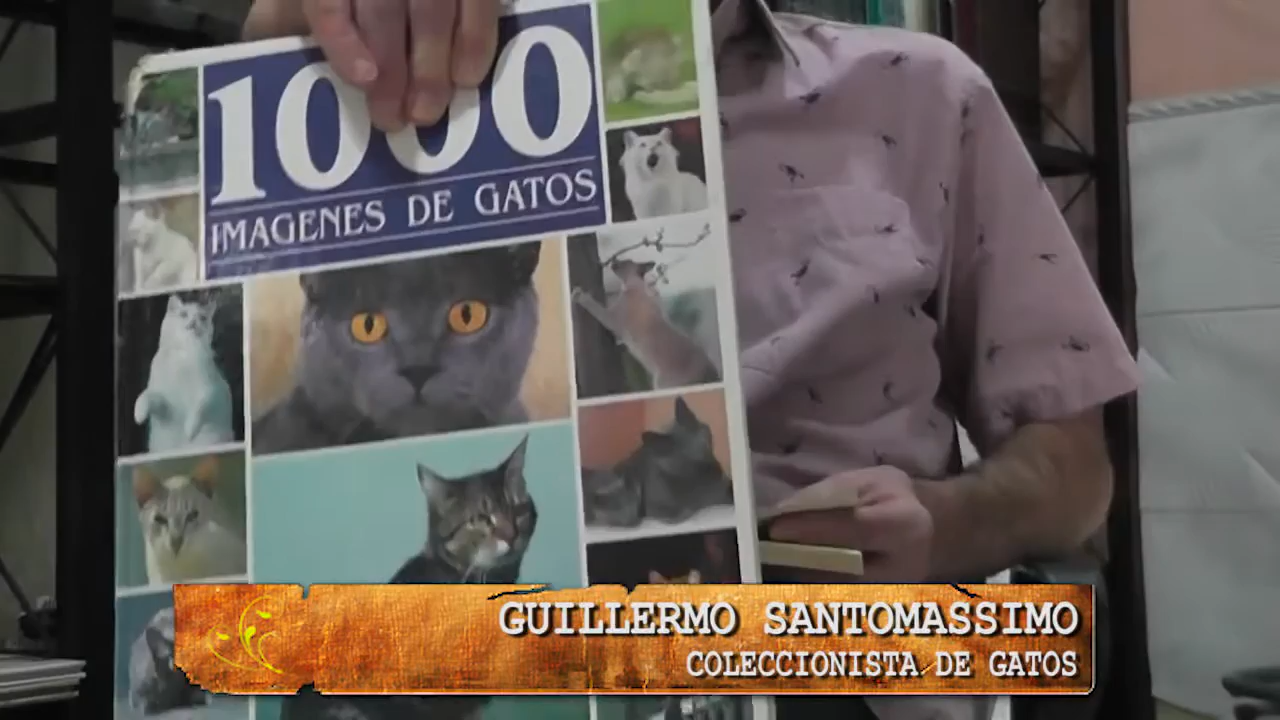 1000
IMAGENES DE GATOS
GUILLERMO SANTOMASSIMO
COLECCIONISTA DE GATOS